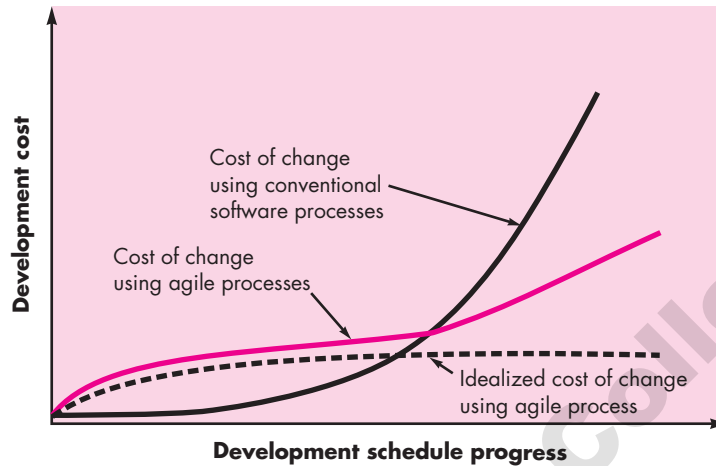 Development cost
Cost of change
using conventional
software processes
Cost of change
using agile processes
Idealized cost of change
using agile process
Development schedule progress
Colle